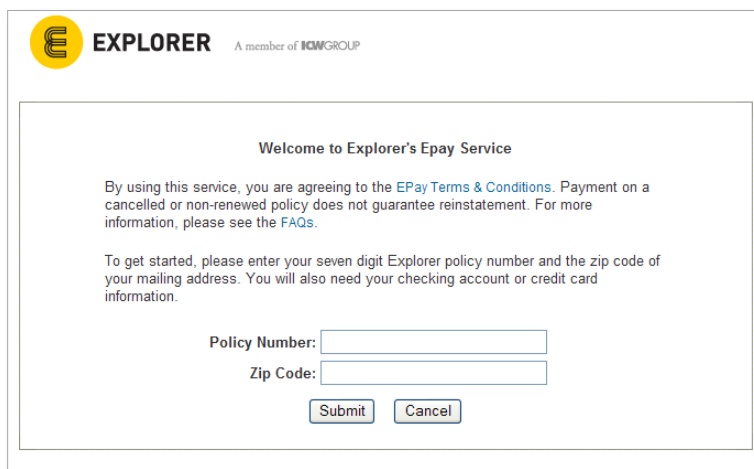 EXPLORER A member of ICWGROUP
Welcome to Explorer's Epay Service
By using this service, you are agreeing to the EPay Terms & Conditions. Payment on a
cancelled or non-renewed policy does not guarantee reinstatement. For more
information, please see the FAQs.
To get started, please enter your seven digit Explorer policy number and the zip code of
your mailing address. You will also need your checking account or credit card
information.
Policy Number:
Zip Code:
Submit Cancel